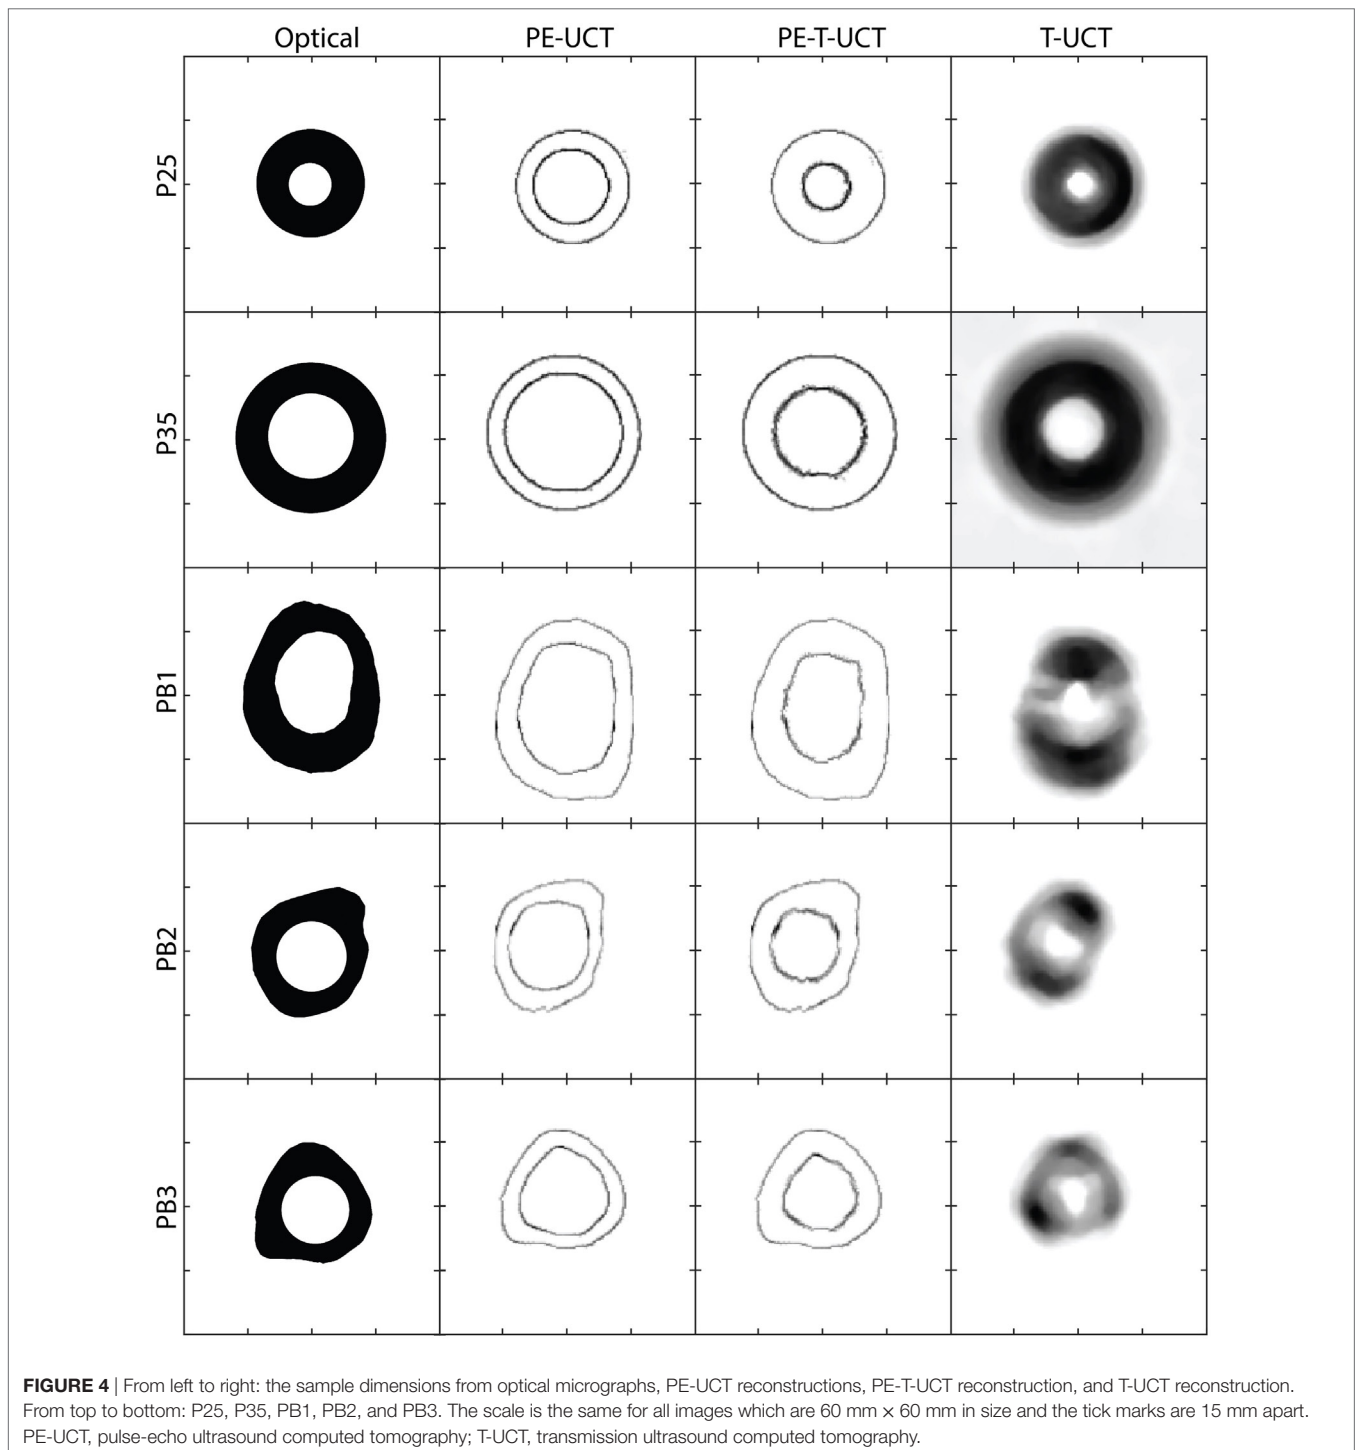 Optical PE-UCT PE-T-UCT T-UCT
P25
P35
PB1
PB2
PB3
FIGURE 4 | From left to right: the sample dimensions from optical micrographs, PE-UCT reconstructions, PE-T-UCT reconstruction, and T-UCT reconstruction.
From top to bottom: P25, P35, PB1, PB2, and PB3. The scale is the same for all images which are 60 mm × 60 mm in size and the tick marks are 15 mm apart.
PE-UCT, pulse-echo ultrasound computed tomography; T-UCT, transmission ultrasound computed tomography.